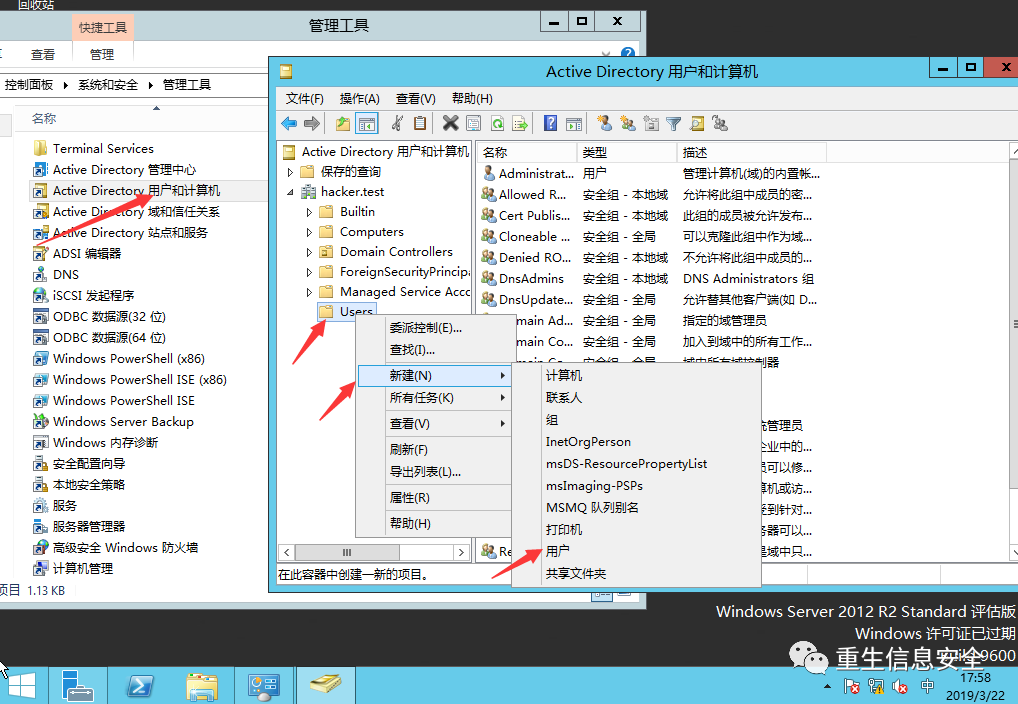 回收站
快捷工具
管理工具
查看
管理
控制面板
系统和安全
管理工具
名称
Terminal Services
Active Directory 管理中心
Active Directory 用户和计算机
Active Directory 域和信任关系
Active Directory 站点和服务
ADSI 编辑器
DNS
iSCSI 发起程序
ODBC 数据源(32 位)
ODBC 数据源(64 位)
Windows PowerShell (x86)
Windows PowerShell ISE (x86)
Windows PowerShell ISE
Windows Server Backup
Windows 内存诊断
安全配置向导
本地安全策略
服务
服务器管理器
高级安全 Windows 防火墙
计算机管理
项目 1.13 KB
Active Directory 用户和计算机
文件(F) 操作(A) 查看(V) 帮助(H)
Active Directory 用户和计算机
保存的查询
hacker.test
Builtin
Computers
Domain Controllers
ForeignSecurityPrincipa
Managed Service Acco
Users
名称 类型 描述
Administrat... 用户 管理计算机(域)的内置帐...
Allowed R... 安全组 - 本地域 允许将此组中成员的密...
Cert Publis... 安全组 - 本地域 此组的成员被允许发布...
Cloneable ... 安全组 - 全局 可以克隆此组中作为域...
Denied RO... 安全组 - 本地域 不允许将此组中成员的...
DnsAdmins 安全组 - 本地域 DNS Administrators 组
DnsUpdate... 安全组 - 全局 允许替其他客户端(如 D...
main Ad... 安全组 - 全局 指定的域管理员
main Co... 安全组 - 全局 加入到域中的所有工作...
安全组 - 全局 域中所有域控制器
管理员
企业中的...
员可以修...
算机或访...
受到针对...
务器可以...
是域中只...
Re
委派控制(E)...
查找(I)...
新建(N)
所有任务(K)
查看(V)
刷新(F)
导出列表(L)...
属性(R)
帮助(H)
计算机
联系人
组
InetOrgPerson
msDS-ResourcePropertyList
msImaging-PSPs
MSMQ 队列别名
打印机
用户
共享文件夹
在此容器中创建一新的项目。
Windows Server 2012 R2 Standard 评估版
Windows 许可证已过期
9600
重生信息安全
中
17:58
2019/3/22